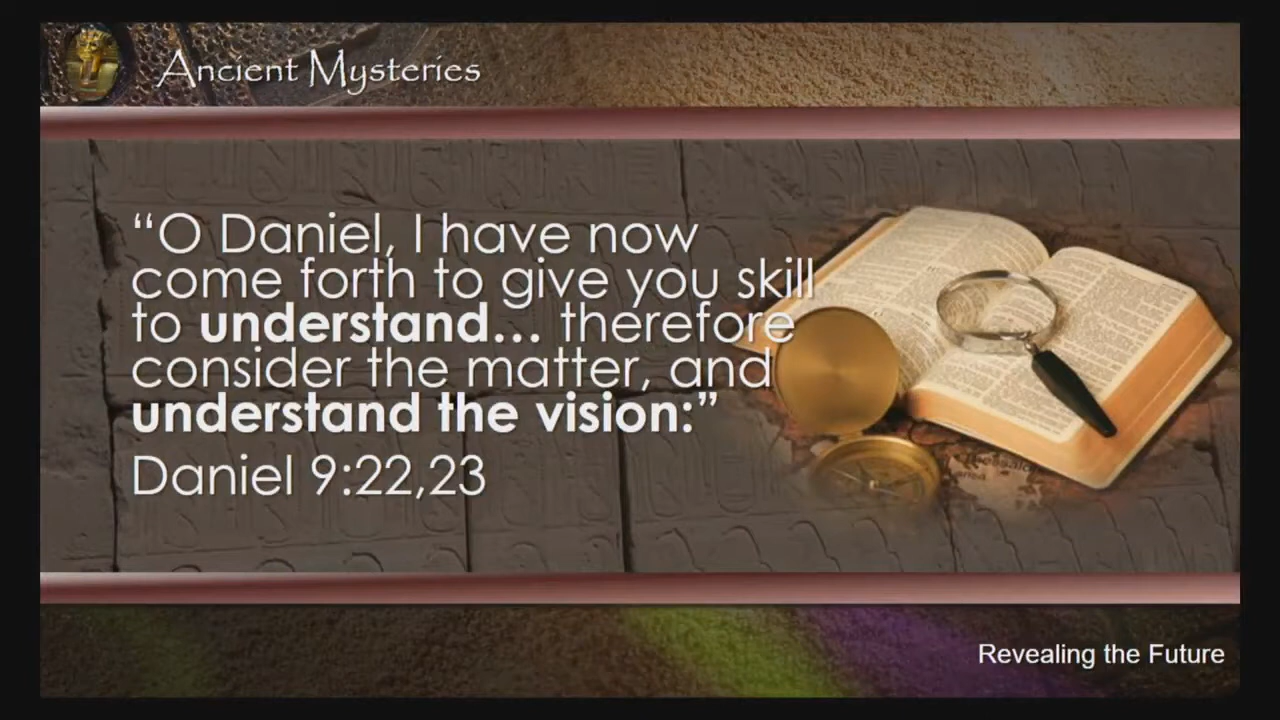 Ancient Mysteries
“O Daniel, I have now
come forth to give you skill
to understand... therefore
consider the matter, and
understand the vision:”
Daniel 9:22,23
Revealing the Future